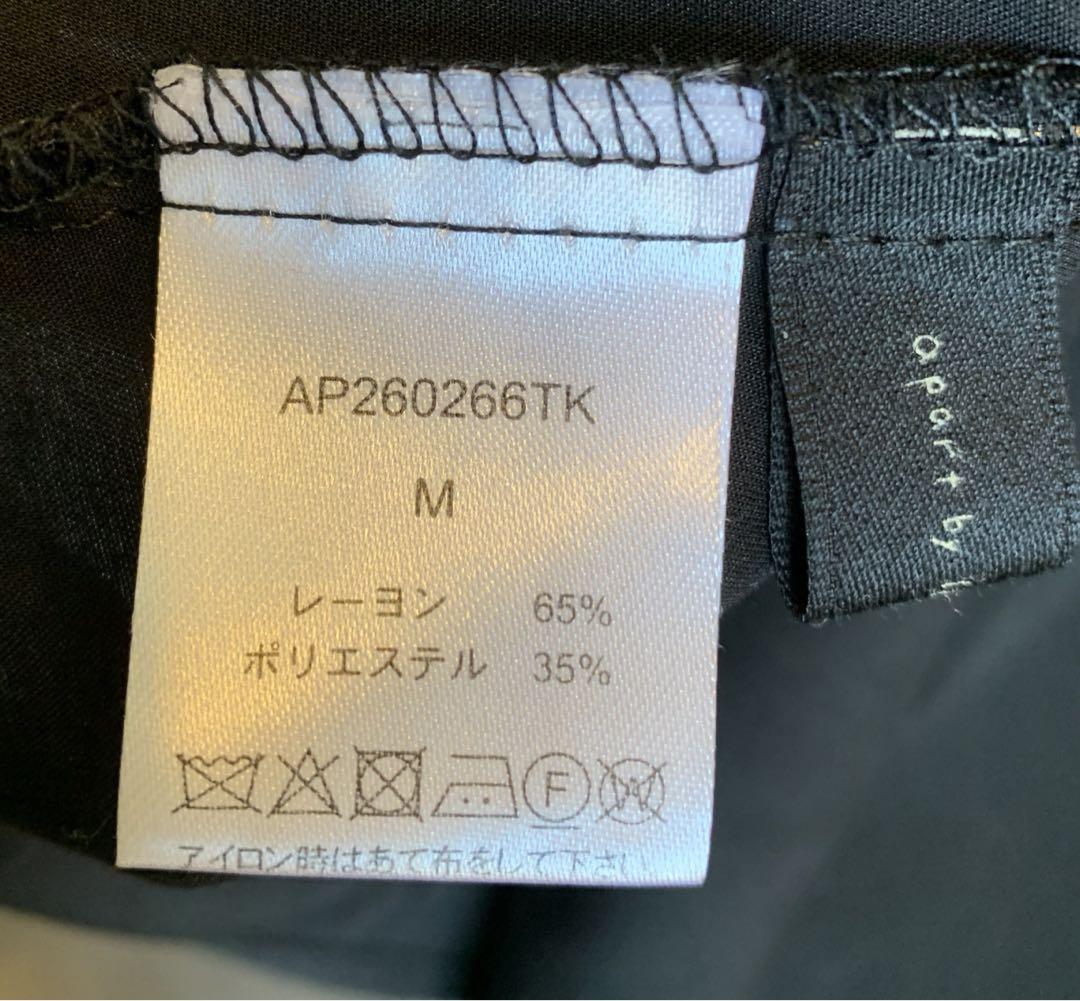 AP260266TK
M
レーヨン 65%
ポリエステル 35%
F
W
アイロン時はあて布をして下さい
apart by